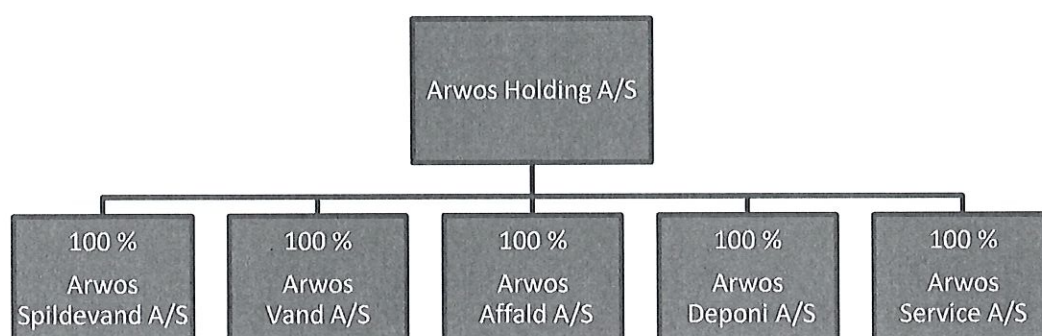 Arwos Holding A/S
100 %
Arwos
Spildevand A/S
100 %
Arwos
Vand A/S
100 %
Arwos
Affald A/S
100 %
Arwos
Deponi A/S
100 %
Arwos
Service A/S